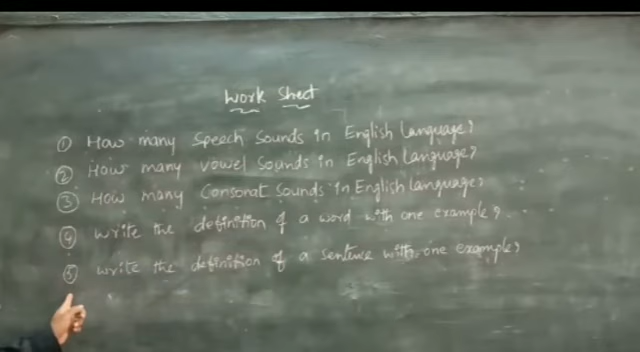 Work Sheet
① How many Speech Sounds in English Language?
② How many vowel Sounds in English Language?
③ How many Consonat Sounds in English language?
④ write the definition of a word with one example?
⑤ write the definition of a sentence with one example?